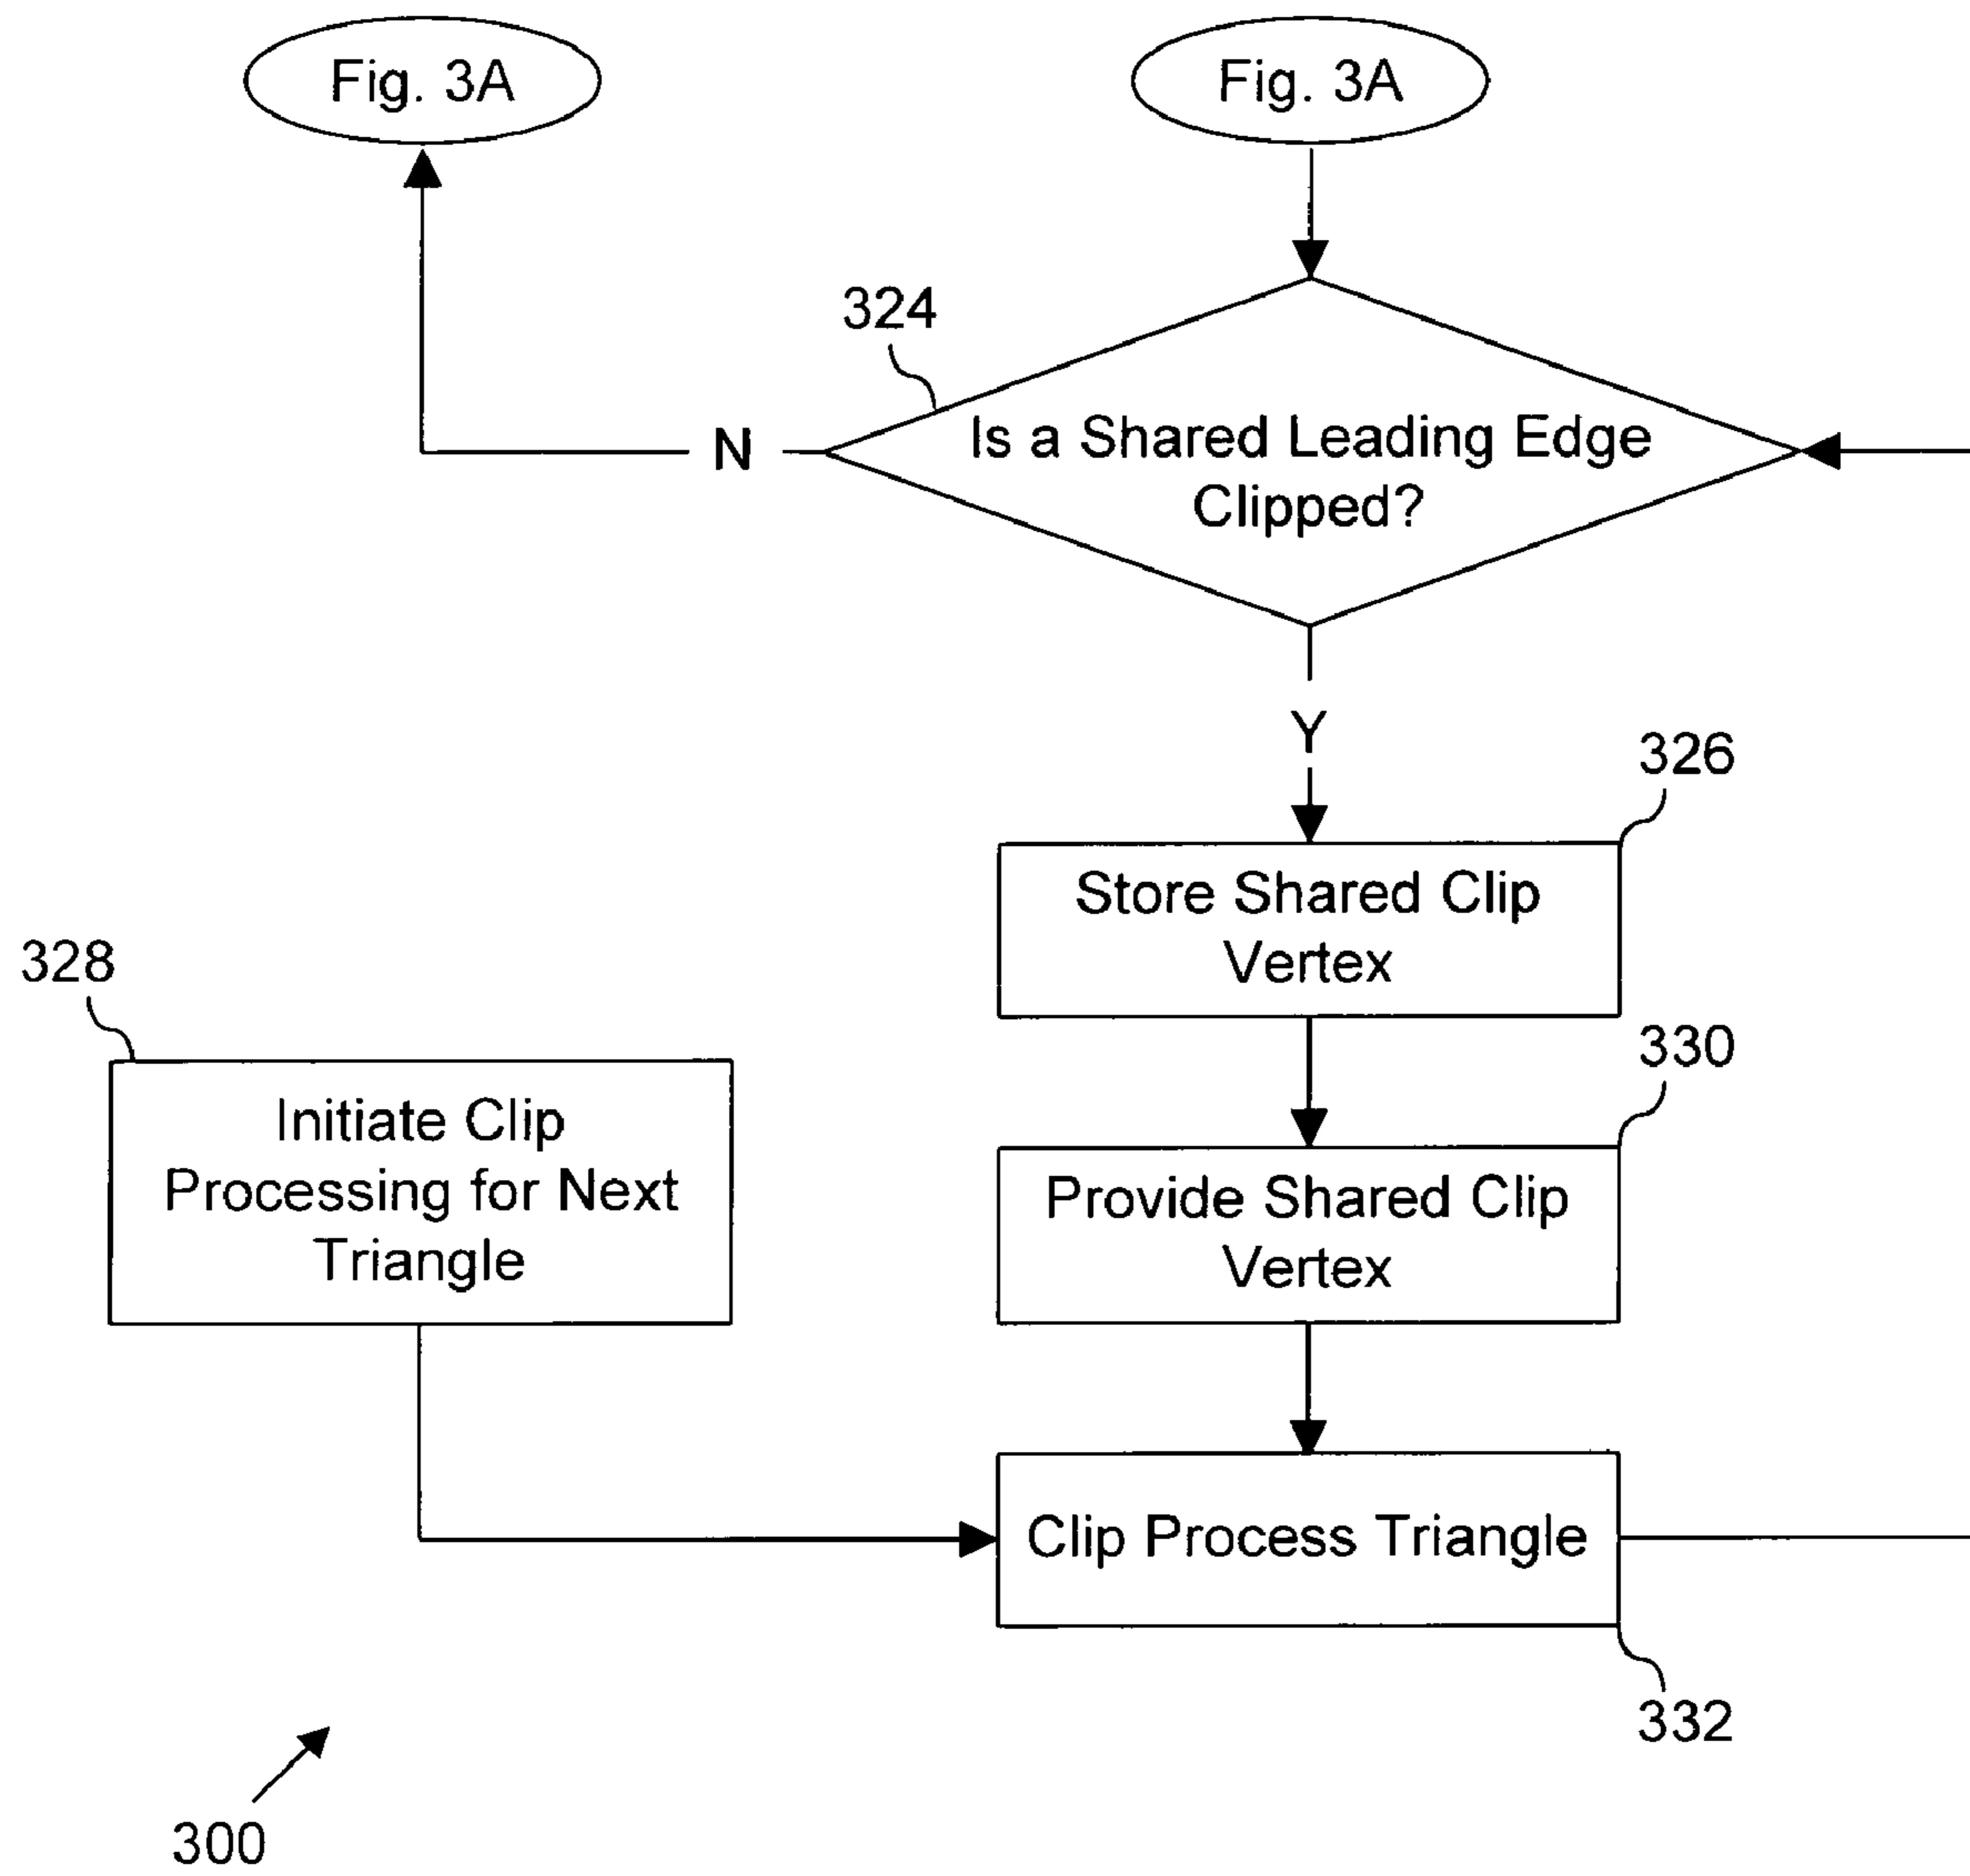 Fig. 3A
Fig. 3A
324
Is a Shared Leading Edge
Clipped?
N
Y
326
Store Shared Clip
Vertex
328
330
Initiate Clip
Processing for Next
Triangle
Provide Shared Clip
Vertex
Clip Process Triangle
332
300